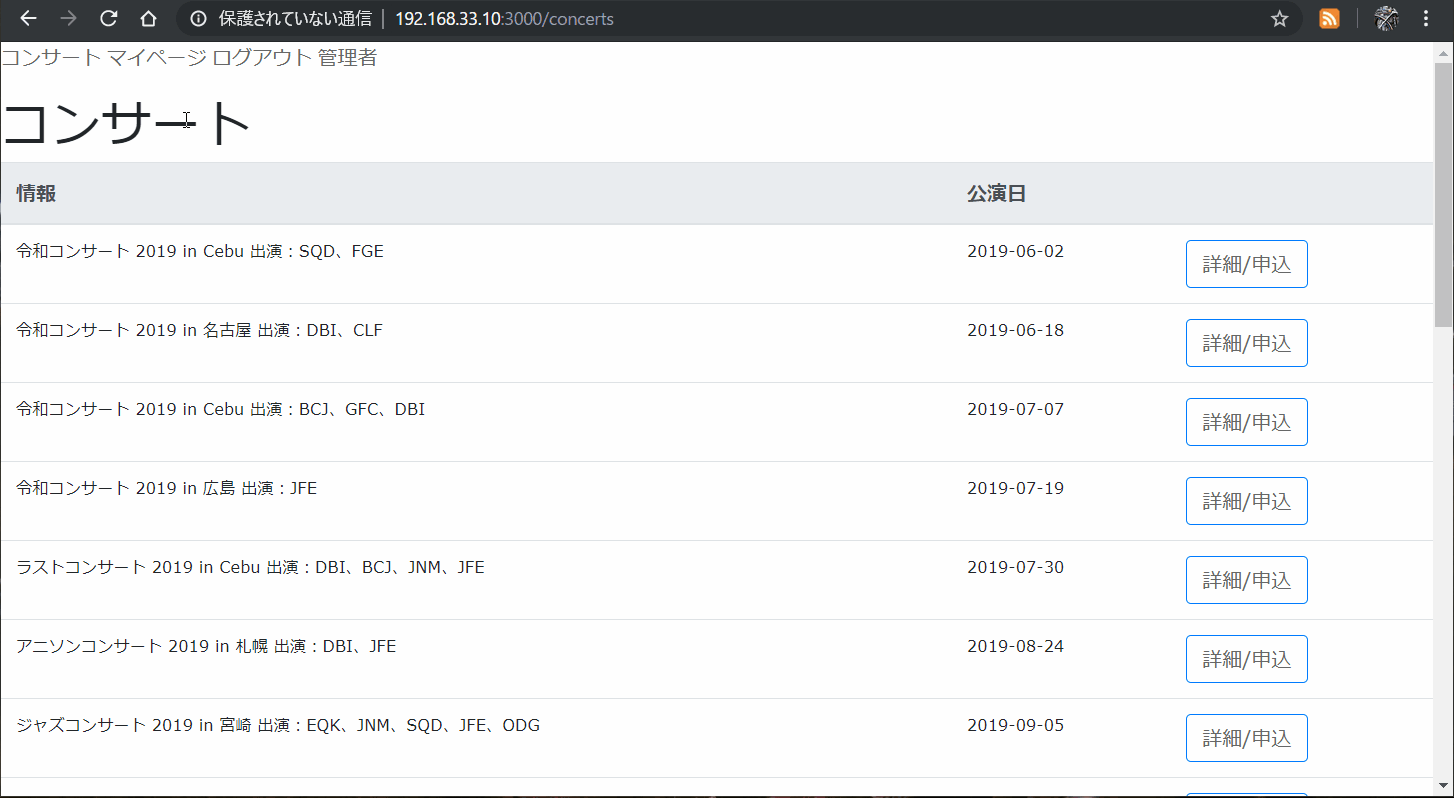 保護されていない通信 | 192.168.33.10:3000/concerts
コンサート マイページ ログアウト 管理者
コンサート
情報 公演日
令和コンサート 2019 in Cebu 出演：SQD、FGE 2019-06-02 詳細/申込
令和コンサート 2019 in 名古屋 出演：DBI、CLF 2019-06-18 詳細/申込
令和コンサート 2019 in Cebu 出演：BCJ、GFC、DBI 2019-07-07 詳細/申込
令和コンサート 2019 in 広島 出演：JFE 2019-07-19 詳細/申込
ラストコンサート 2019 in Cebu 出演：DBI、BCJ、JNM、JFE 2019-07-30 詳細/申込
アニソンコンサート 2019 in 札幌 出演：DBI、JFE 2019-08-24 詳細/申込
ジャズコンサート 2019 in 宮崎 出演：EQK、JNM、SQD、JFE、ODG 2019-09-05 詳細/申込